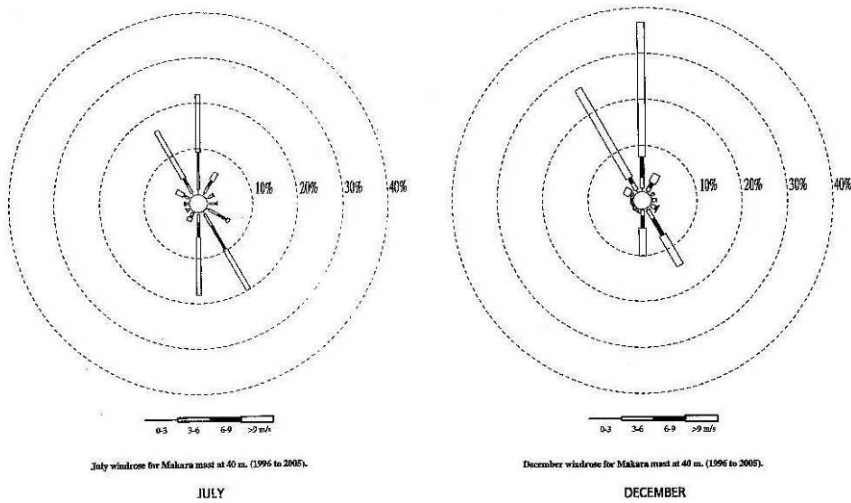 10% 20% 30% 40%
10% 20% 30% 40%
0-3 3-6 6-9 >9 m/s
0-3 3-6 6-9 >9 m/s
July windrose for Makara mast at 40 m. (1996 to 2005).
December windrose for Makara mast at 40 m. (1996 to 2005).
JULY
DECEMBER